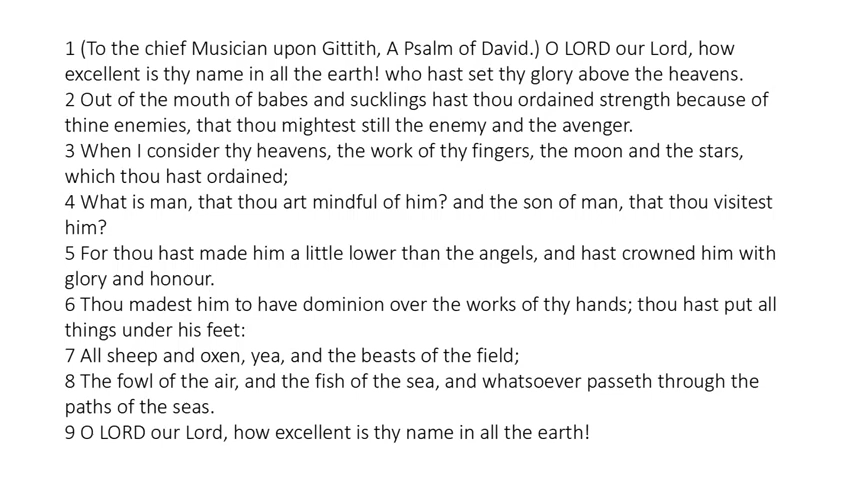 1 (To the chief Musician upon Gittith, A Psalm of David.) O LORD our Lord, how
excellent is thy name in all the earth! who hast set thy glory above the heavens.
2 Out of the mouth of babes and sucklings hast thou ordained strength because of
thine enemies, that thou mightest still the enemy and the avenger.
3 When I consider thy heavens, the work of thy fingers, the moon and the stars,
which thou hast ordained;
4 What is man, that thou art mindful of him? and the son of man, that thou visitest
him?
5 For thou hast made him a little lower than the angels, and hast crowned him with
glory and honour.
6 Thou madest him to have dominion over the works of thy hands; thou hast put all
things under his feet:
7 All sheep and oxen, yea, and the beasts of the field;
8 The fowl of the air, and the fish of the sea, and whatsoever passeth through the
paths of the seas.
9 O LORD our Lord, how excellent is thy name in all the earth!